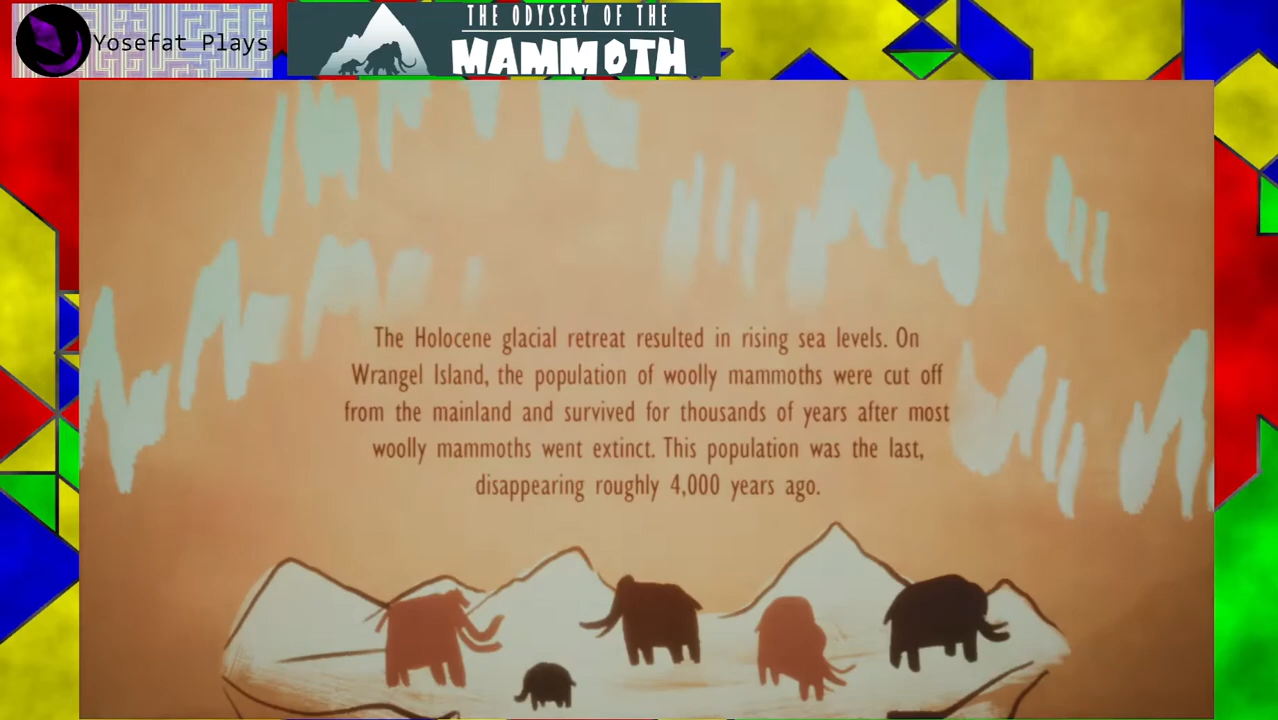 Yosefat Plays
THE ODYSSEY OF THE
MAMMOTH
The Holocene glacial retreat resulted in rising sea levels. On
Wrangel Island, the population of woolly mammoths were cut off
from the mainland and survived for thousands of years after most
woolly mammoths went extinct. This population was the last,
disappearing roughly 4,000 years ago.